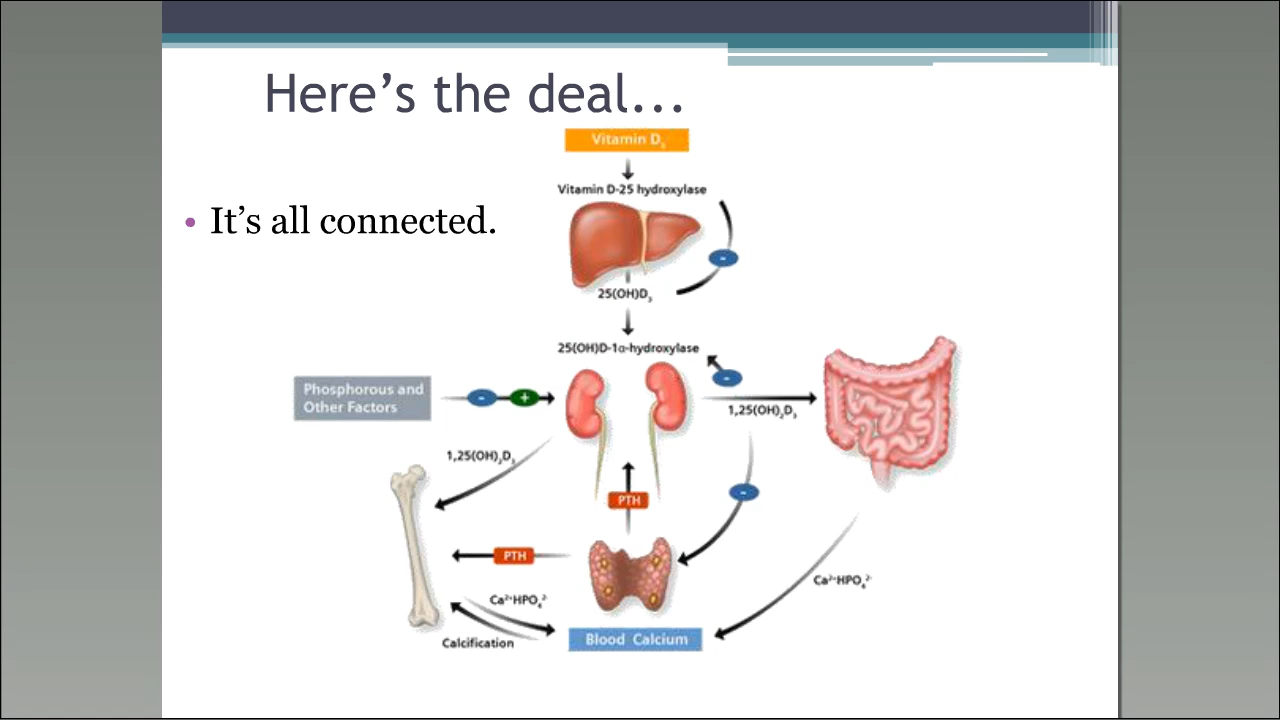 Here’s the deal...
Vitamin D₃
Vitamin D-25 hydroxylase
• It’s all connected.
-
25(OH)D₃
25(OH)D-1α-hydroxylase
-
Phosphorous and
Other Factors
- +
1,25(OH)₂D₃
1,25(OH)₂D₃
-
PTH
PTH
Ca²⁺HPO₄²⁻
Ca²⁺HPO₄²⁻
Blood Calcium
Calcification